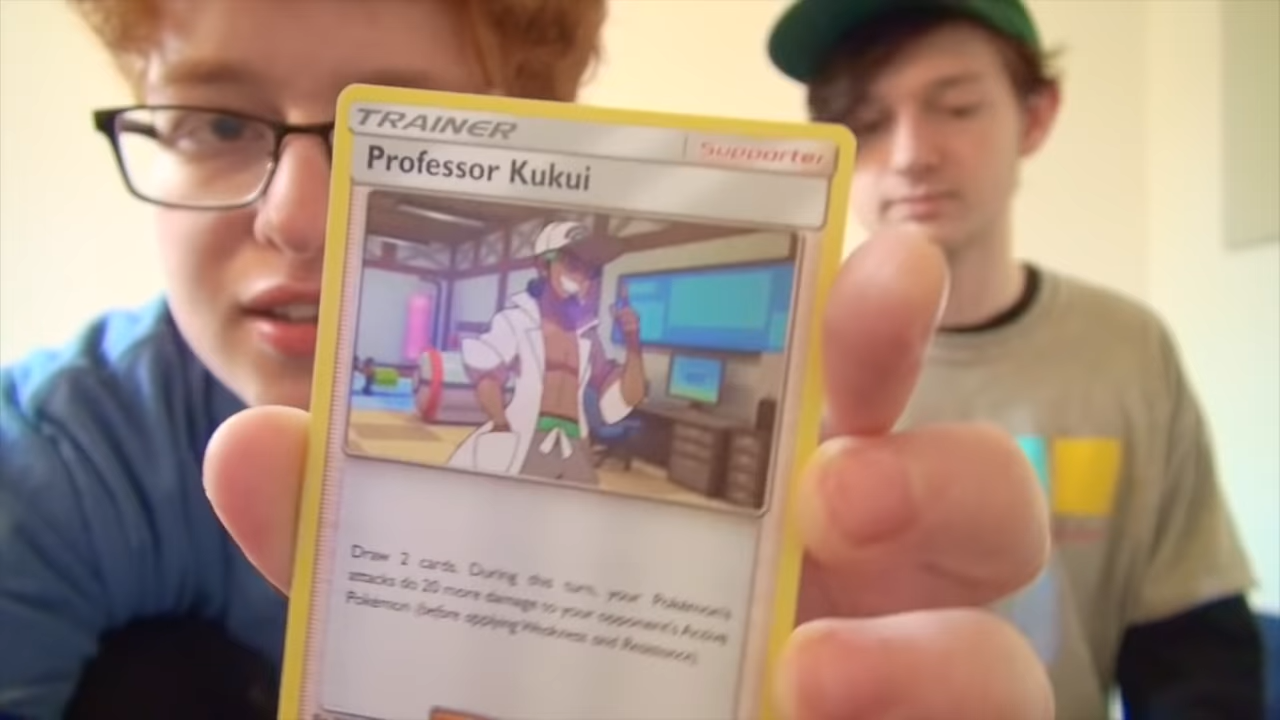 TRAINER
Supporter
Professor Kukui
Draw 2 cards. During this turn, your Pokémon's
attacks do 20 more damage to your opponent's Active
Pokémon (before applying Weakness and Resistance).